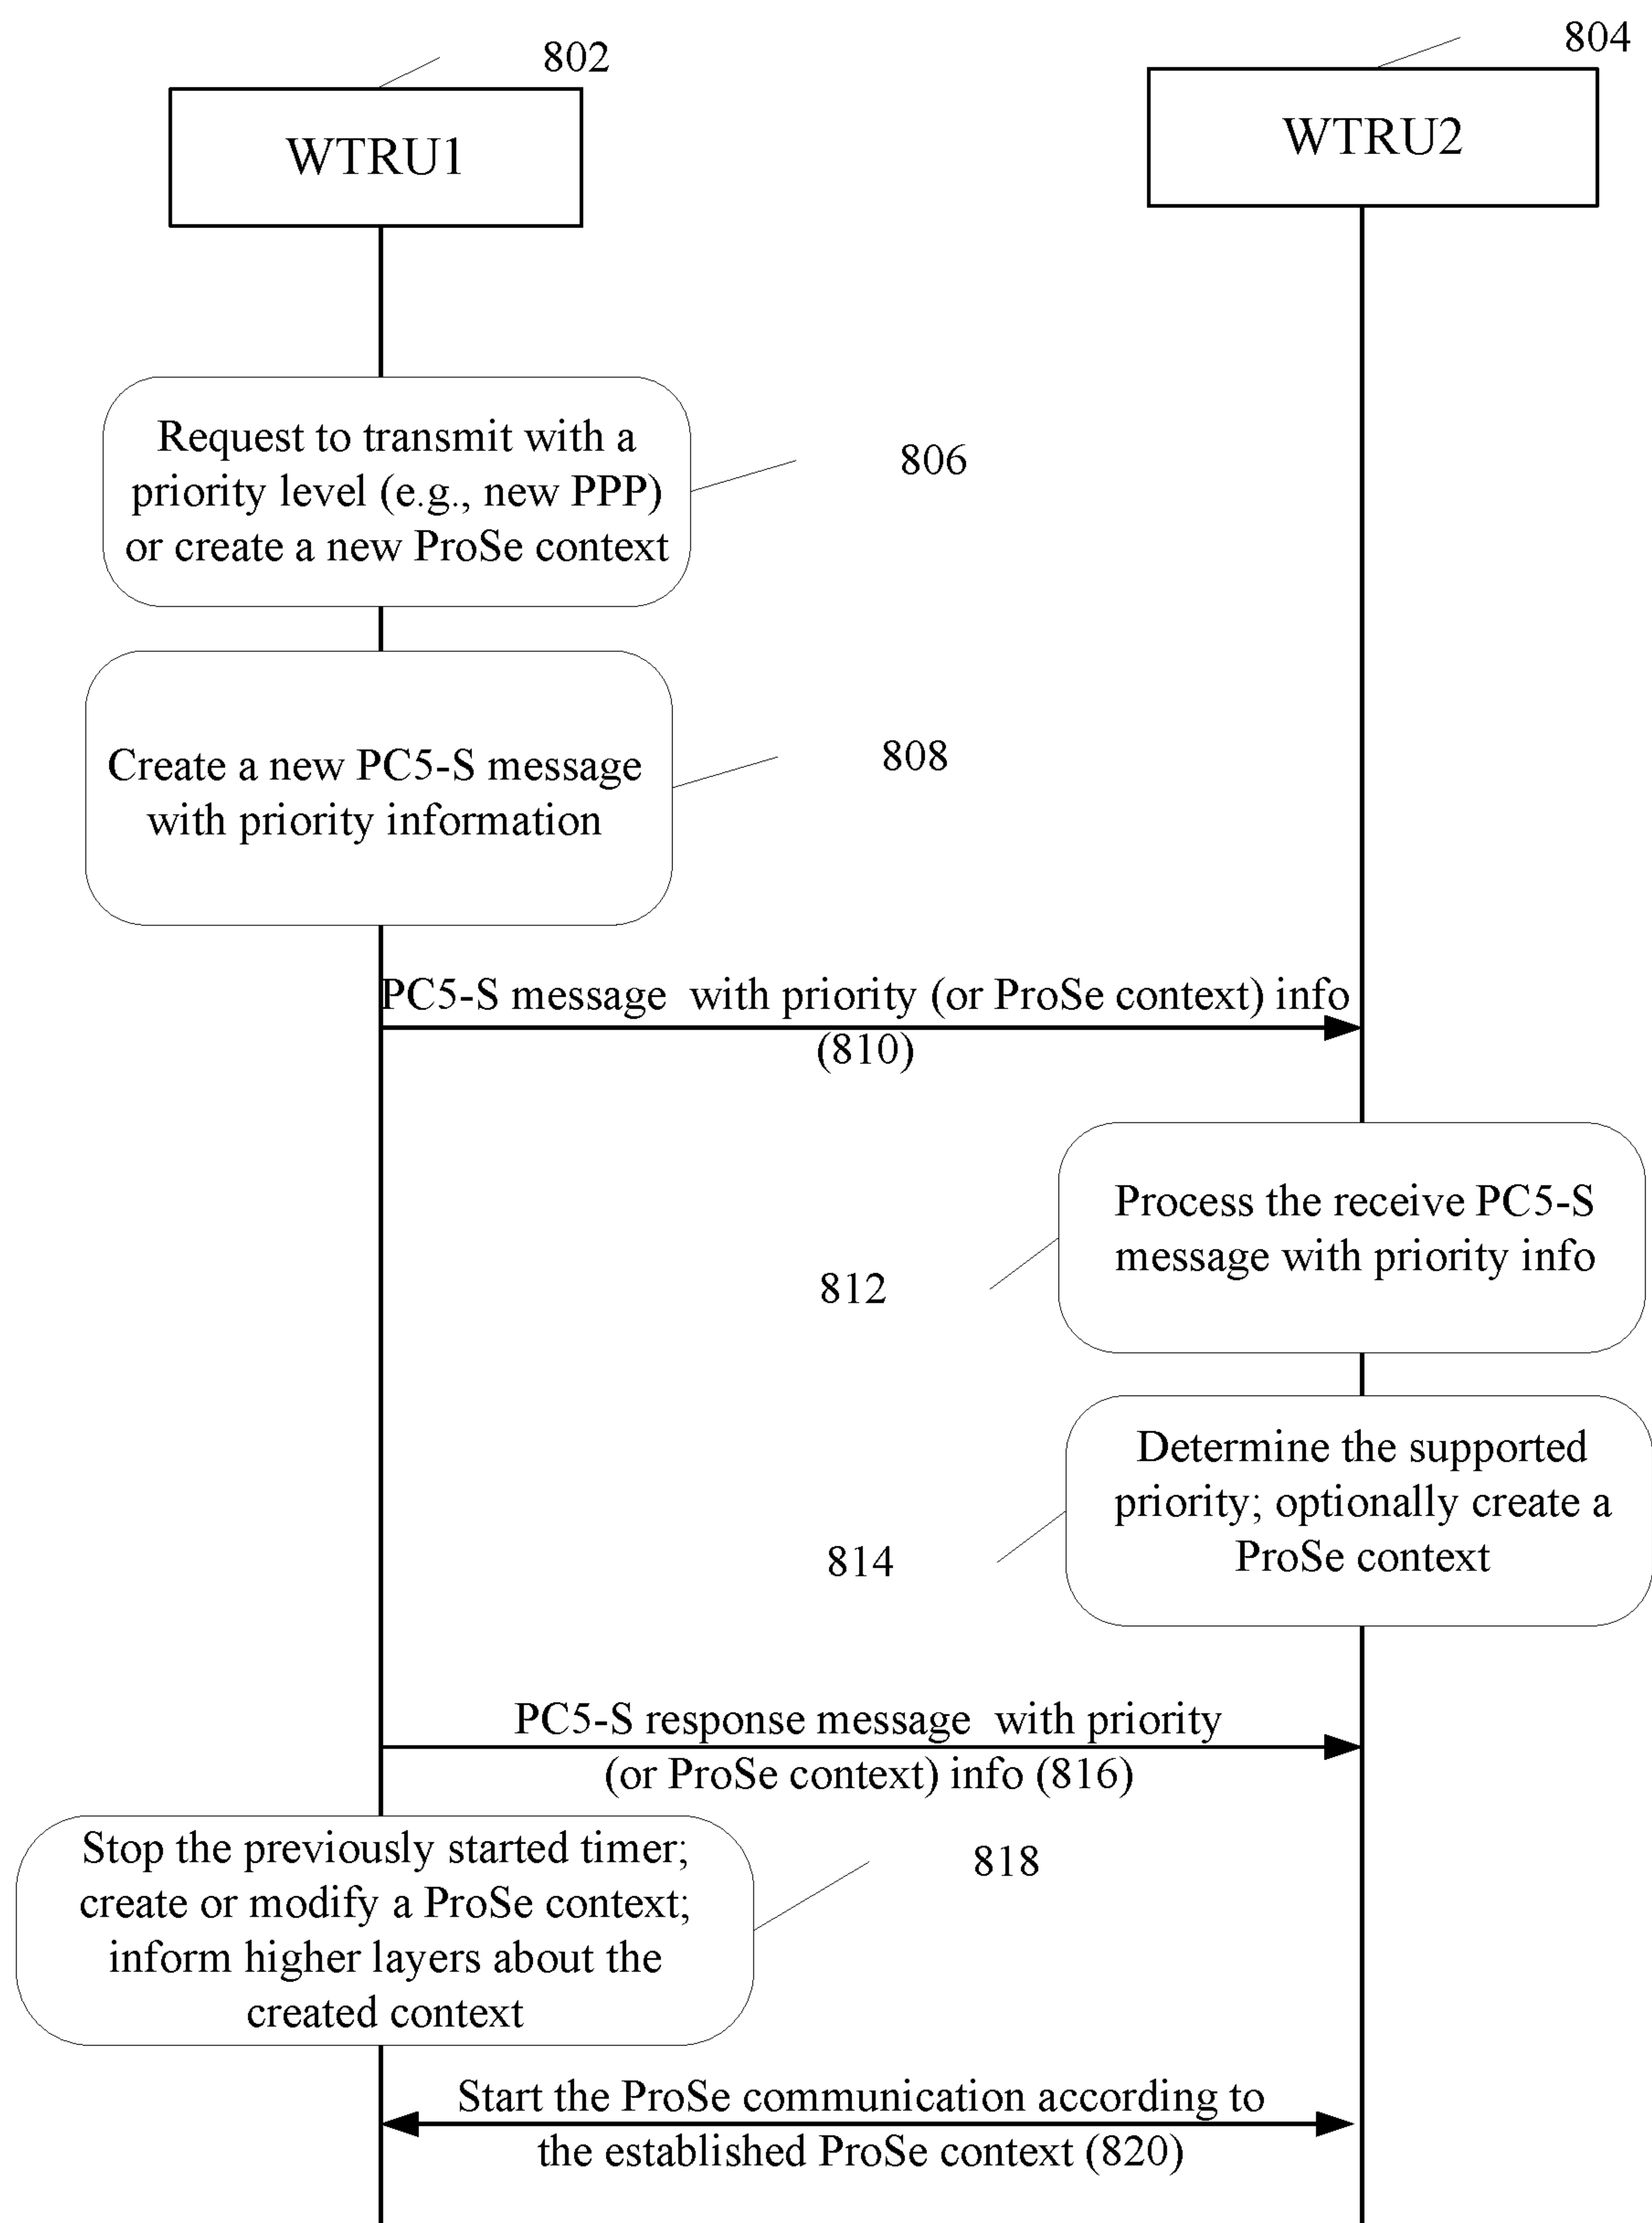 802
804
WTRU1
WTRU2
Request to transmit with a
priority level (e.g., new PPP)
or create a new ProSe context
806
Create a new PC5-S message
with priority information
808
PC5-S message with priority (or ProSe context) info
(810)
Process the receive PC5-S
message with priority info
812
Determine the supported
priority; optionally create a
ProSe context
814
PC5-S response message with priority
(or ProSe context) info (816)
Stop the previously started timer;
create or modify a ProSe context;
inform higher layers about the
created context
818
Start the ProSe communication according to
the established ProSe context (820)